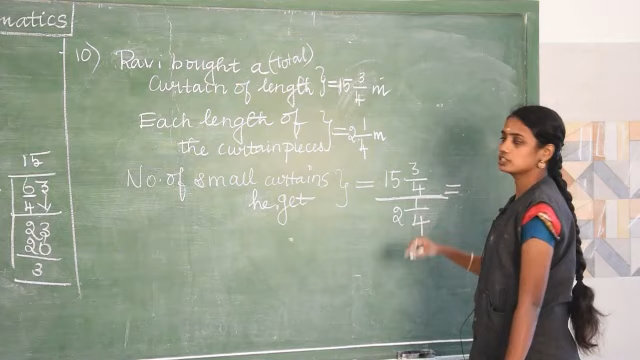 matics
10) Ravi bought a (total)
Curtain of length } = 15 3/4 m
Each length of
the curtain pieces } = 2 1/4 m
No. of small curtains
he get } = 15 3/4 / 2 1/4 =
15
63
4↓
23
20
3